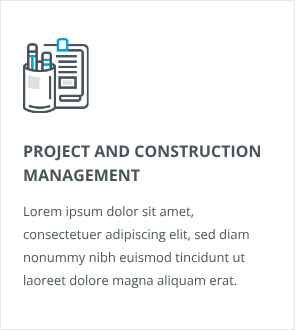 PROJECT AND CONSTRUCTION
MANAGEMENT
Lorem ipsum dolor sit amet,
consectetuer adipiscing elit, sed diam
nonummy nibh euismod tincidunt ut
laoreet dolore magna aliquam erat.